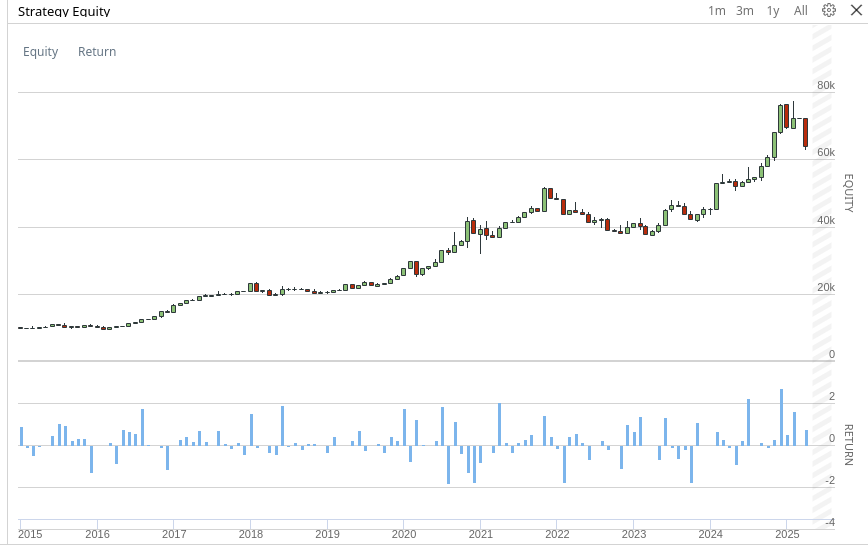 Strategy Equity 1m 3m 1y All
Equity Return
80k
60k
40k
20k
0
EQUITY
2
0
-2
-4
RETURN
2015 2016 2017 2018 2019 2020 2021 2022 2023 2024 2025